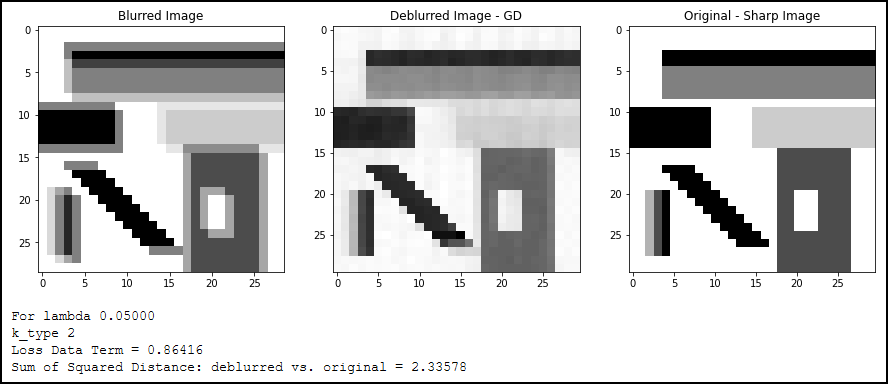 Blurred Image
Deblurred Image - GD
Original - Sharp Image
0
5
10
15
20
25
0 5 10 15 20 25
0
5
10
15
20
25
0 5 10 15 20 25
0
5
10
15
20
25
0 5 10 15 20 25
For lambda 0.05000
k_type 2
Loss Data Term = 0.86416
Sum of Squared Distance: deblurred vs. original = 2.33578